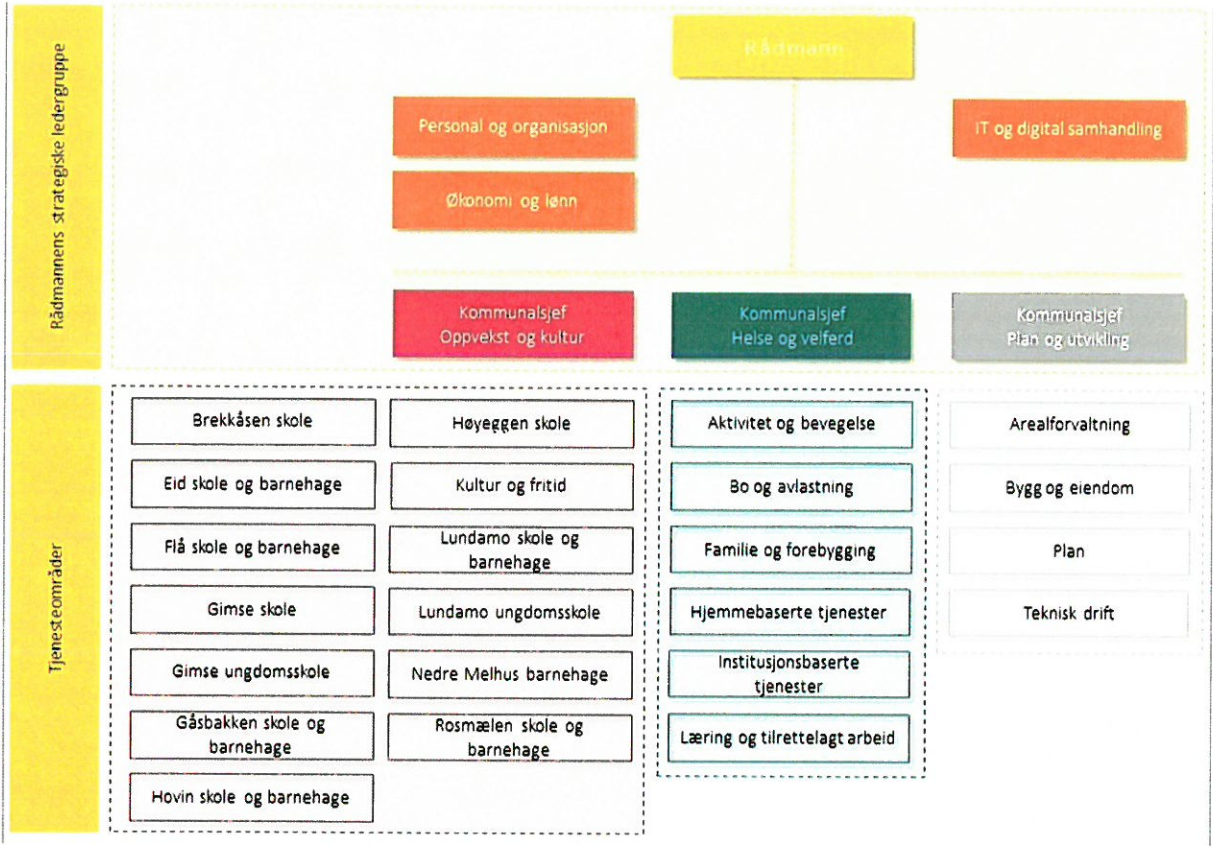 Rådmannens strategiske ledergruppe
Rådmann
Personal og organisasjon
IT og digital samhandling
Økonomi og lønn
Kommunalsjef
Oppvekst og kultur
Kommunalsjef
Helse og velferd
Kommunalsjef
Plan og utvikling
Tjenesteområder
Brekkåsen skole
Eid skole og barnehage
Flå skole og barnehage
Gimse skole
Gimse ungdomsskole
Gåsbakken skole og
barnehage
Hovin skole og barnehage
Høyeggen skole
Kultur og fritid
Lundamo skole og
barnehage
Lundamo ungdomsskole
Nedre Melhus barnehage
Rosmælen skole og
barnehage
Aktivitet og bevegelse
Bo og avlastning
Familie og forebygging
Hjemmebaserte tjenester
Institusjonsbaserte
tjenester
Læring og tilrettelagt arbeid
Arealforvaltning
Bygg og eiendom
Plan
Teknisk drift